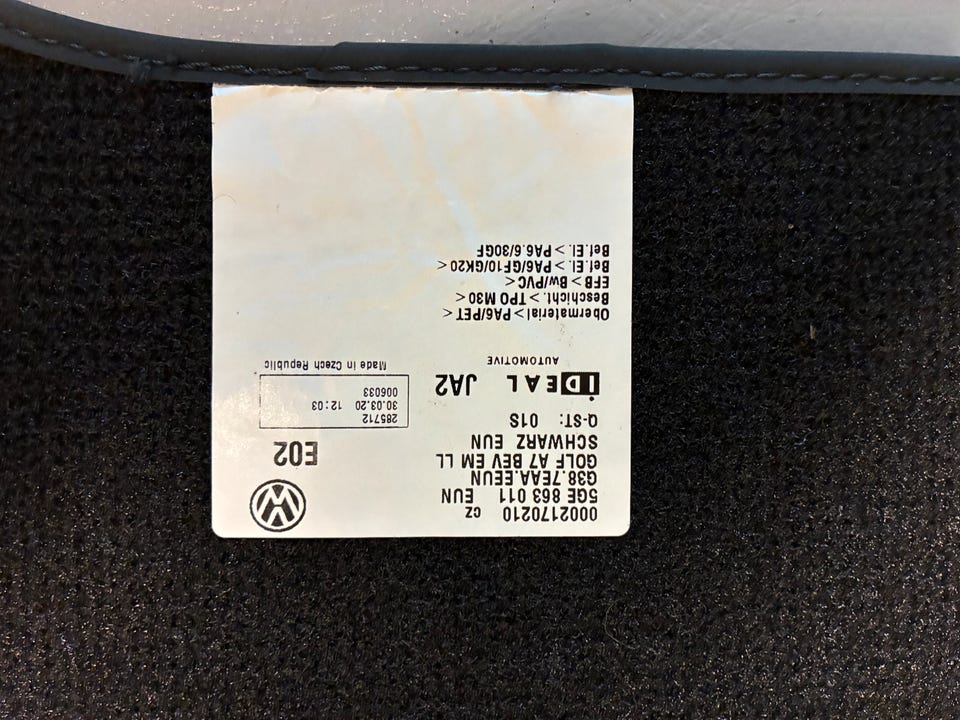 0002170210 CZ
5GE 863 011 EUN
G38.7EAA.EEUN
GOLF A7 BEV EM LL
SCHWARZ EUN
Q-ST: 01S
E02
285712
30.03.20 12:03
006033
Made in Czech Republic
iDEAL JA2
AUTOMOTIVE
Obermaterial>PA6/PET<
Beschicht. > TPO M30 <
EFB > Bw/PVC<
Bef.El. > PA6/GF10/GK20<
Bef.El. > PA6.6/30GF